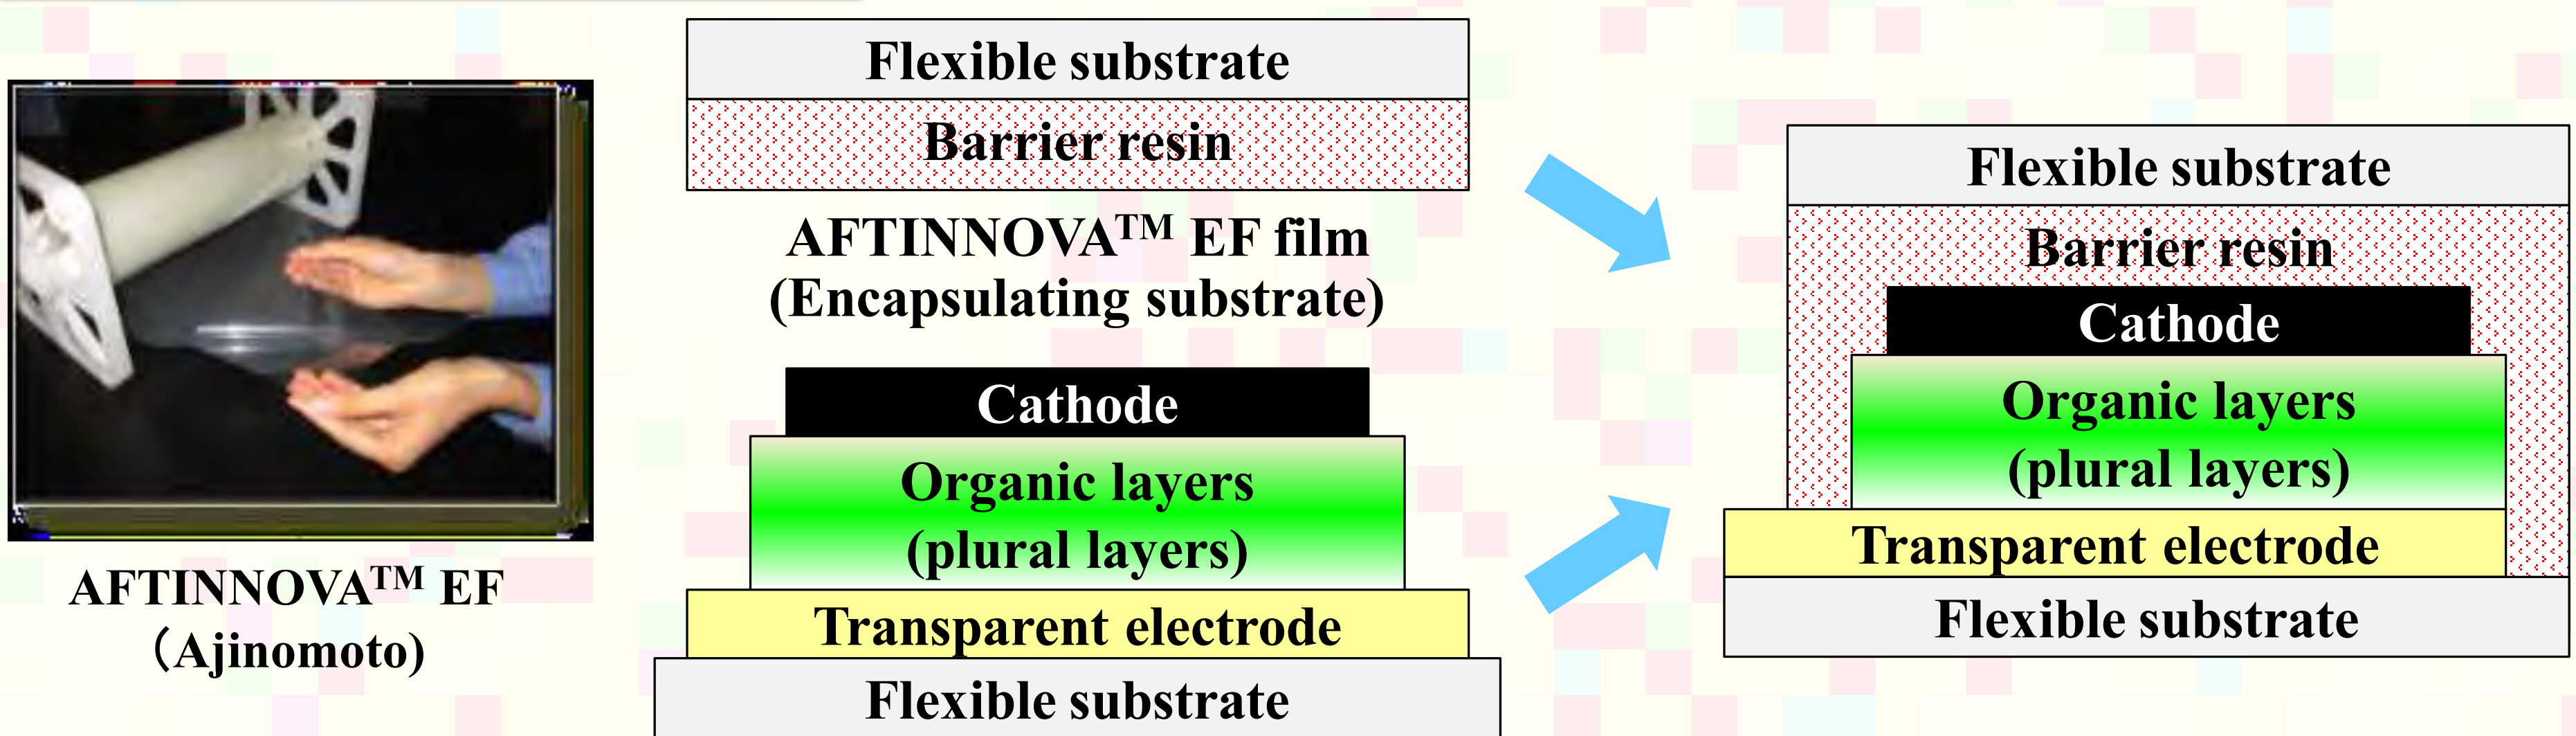 AFTINNOVA™ EF
（Ajinomoto)
Flexible substrate
Barrier resin
AFTINNOVA™ EF film
(Encapsulating substrate)
Cathode
Organic layers
(plural layers)
Transparent electrode
Flexible substrate
Flexible substrate
Barrier resin
Cathode
Organic layers
(plural layers)
Transparent electrode
Flexible substrate